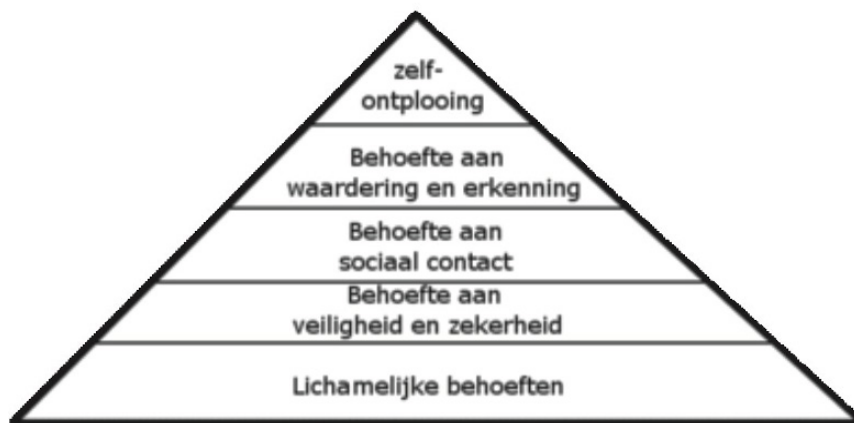 zelf-
ontplooing
Behoefte aan
waardering en erkenning
Behoefte aan
sociaal contact
Behoefte aan
veiligheid en zekerheid
Lichamelijke behoeften